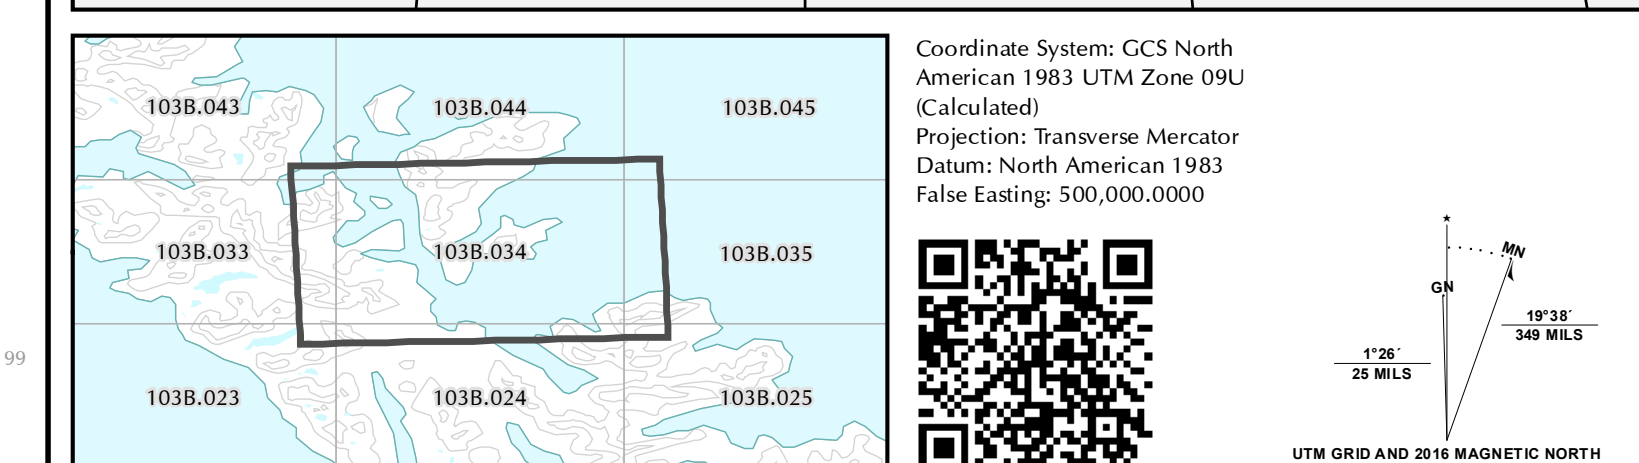 103B.043
103B.044
103B.045
103B.033
103B.034
103B.035
99
103B.023
103B.024
103B.025
Coordinate System: GCS North
American 1983 UTM Zone 09U
(Calculated)
Projection: Transverse Mercator
Datum: North American 1983
False Easting: 500,000.0000
MN
GN
19°38´
349 MILS
1°26´
25 MILS
UTM GRID AND 2016 MAGNETIC NORTH